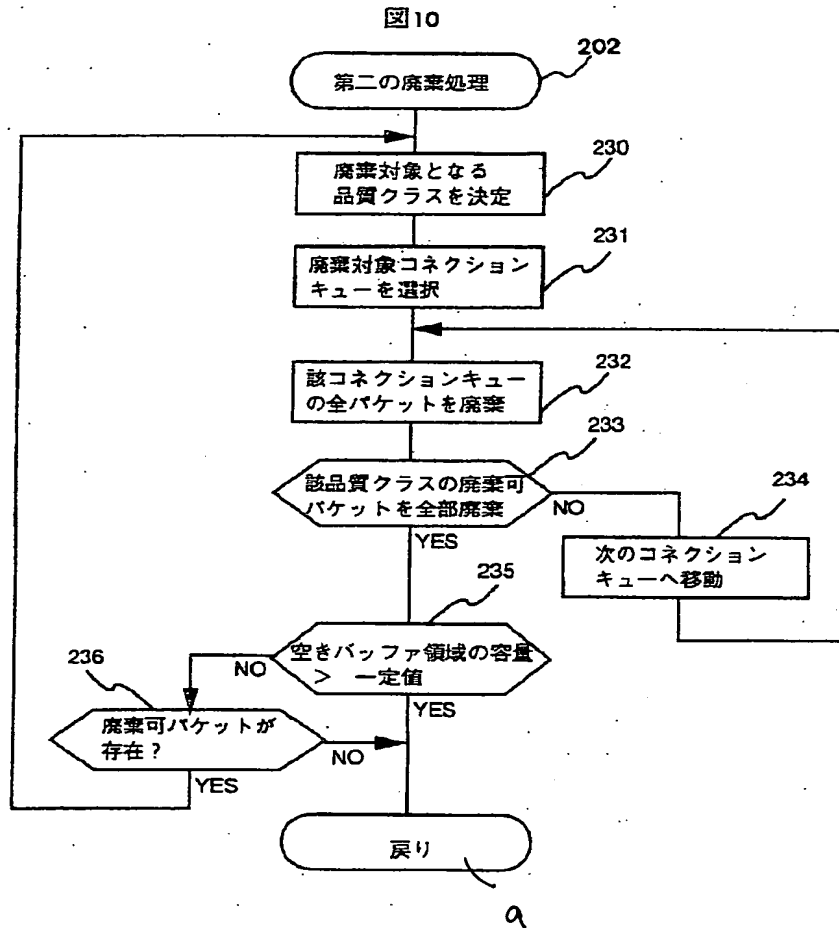 図10
第二の廃棄処理
202
廃棄対象となる
品質クラスを決定
230
廃棄対象コネクション
キューを選択
231
該コネクションキュー
の全パケットを廃棄
232
該品質クラスの廃棄可
パケットを全部廃棄
233
NO
YES
次のコネクション
キューへ移動
234
空きバッファ領域の容量
> 一定値
235
NO
YES
廃棄可パケットが
存在?
236
NO
YES
戻り
a